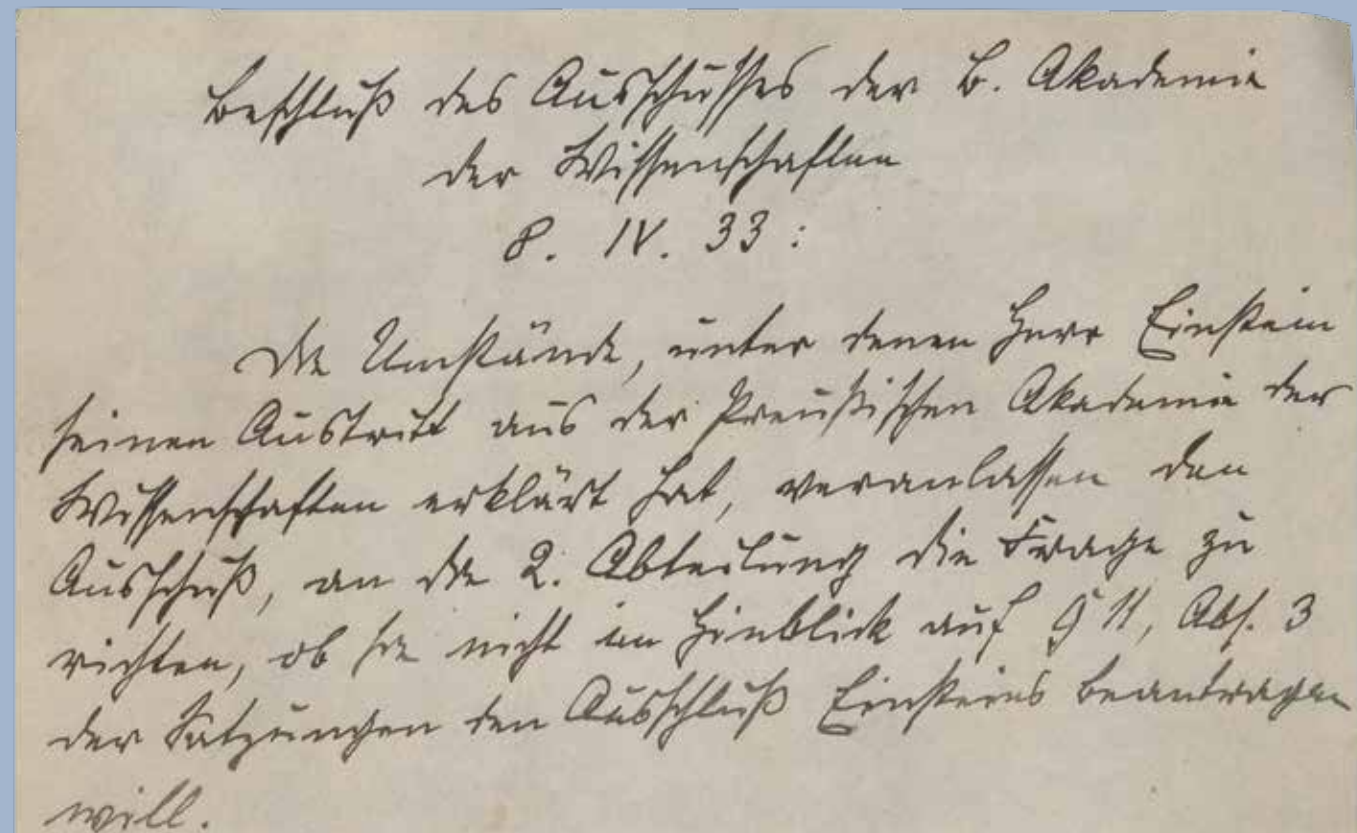 Beschluß des Ausschusses der B. Akademie
der Wissenschaften
8. IV. 33 :
Die Umstände, unter denen Herr Einstein
seinen Austritt aus der Preußischen Akademie der
Wissenschaften erklärt hat, veranlassen den
Ausschuß, an die 2. Abteilung die Frage zu
richten, ob sie nicht im Hinblick auf § 11, Abs. 3
der Satzungen den Ausschluß Einsteins beantragen
will.